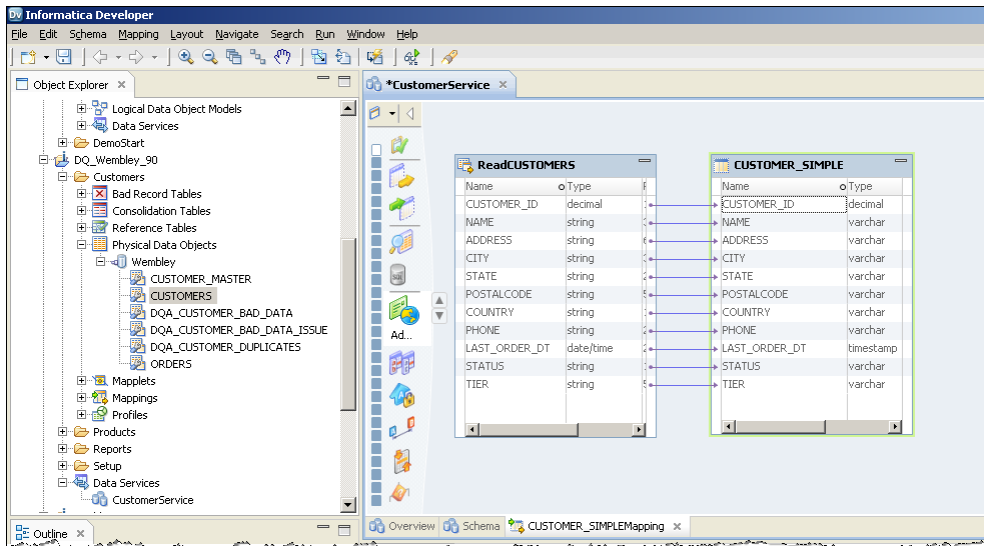 Informatica Developer
File Edit Schema Mapping Layout Navigate Search Run Window Help
Object Explorer
Logical Data Object Models
Data Services
DemoStart
DQ_Wembley_90
Customers
Bad Record Tables
Consolidation Tables
Reference Tables
Physical Data Objects
Wembley
CUSTOMER_MASTER
CUSTOMERS
DQA_CUSTOMER_BAD_DATA
DQA_CUSTOMER_BAD_DATA_ISSUE
DQA_CUSTOMER_DUPLICATES
ORDERS
Mapplets
Mappings
Profiles
Products
Reports
Setup
Data Services
CustomerService
Outline
*CustomerService
Ad...
ReadCUSTOMERS
Name Type
CUSTOMER_ID decimal
NAME string
ADDRESS string
CITY string
STATE string
POSTALCODE string
COUNTRY string
PHONE string
LAST_ORDER_DT date/time
STATUS string
TIER string
CUSTOMER_SIMPLE
Name Type
CUSTOMER_ID decimal
NAME varchar
ADDRESS varchar
CITY varchar
STATE varchar
POSTALCODE varchar
COUNTRY varchar
PHONE varchar
LAST_ORDER_DT timestamp
STATUS varchar
TIER varchar
Overview Schema CUSTOMER_SIMPLEMapping